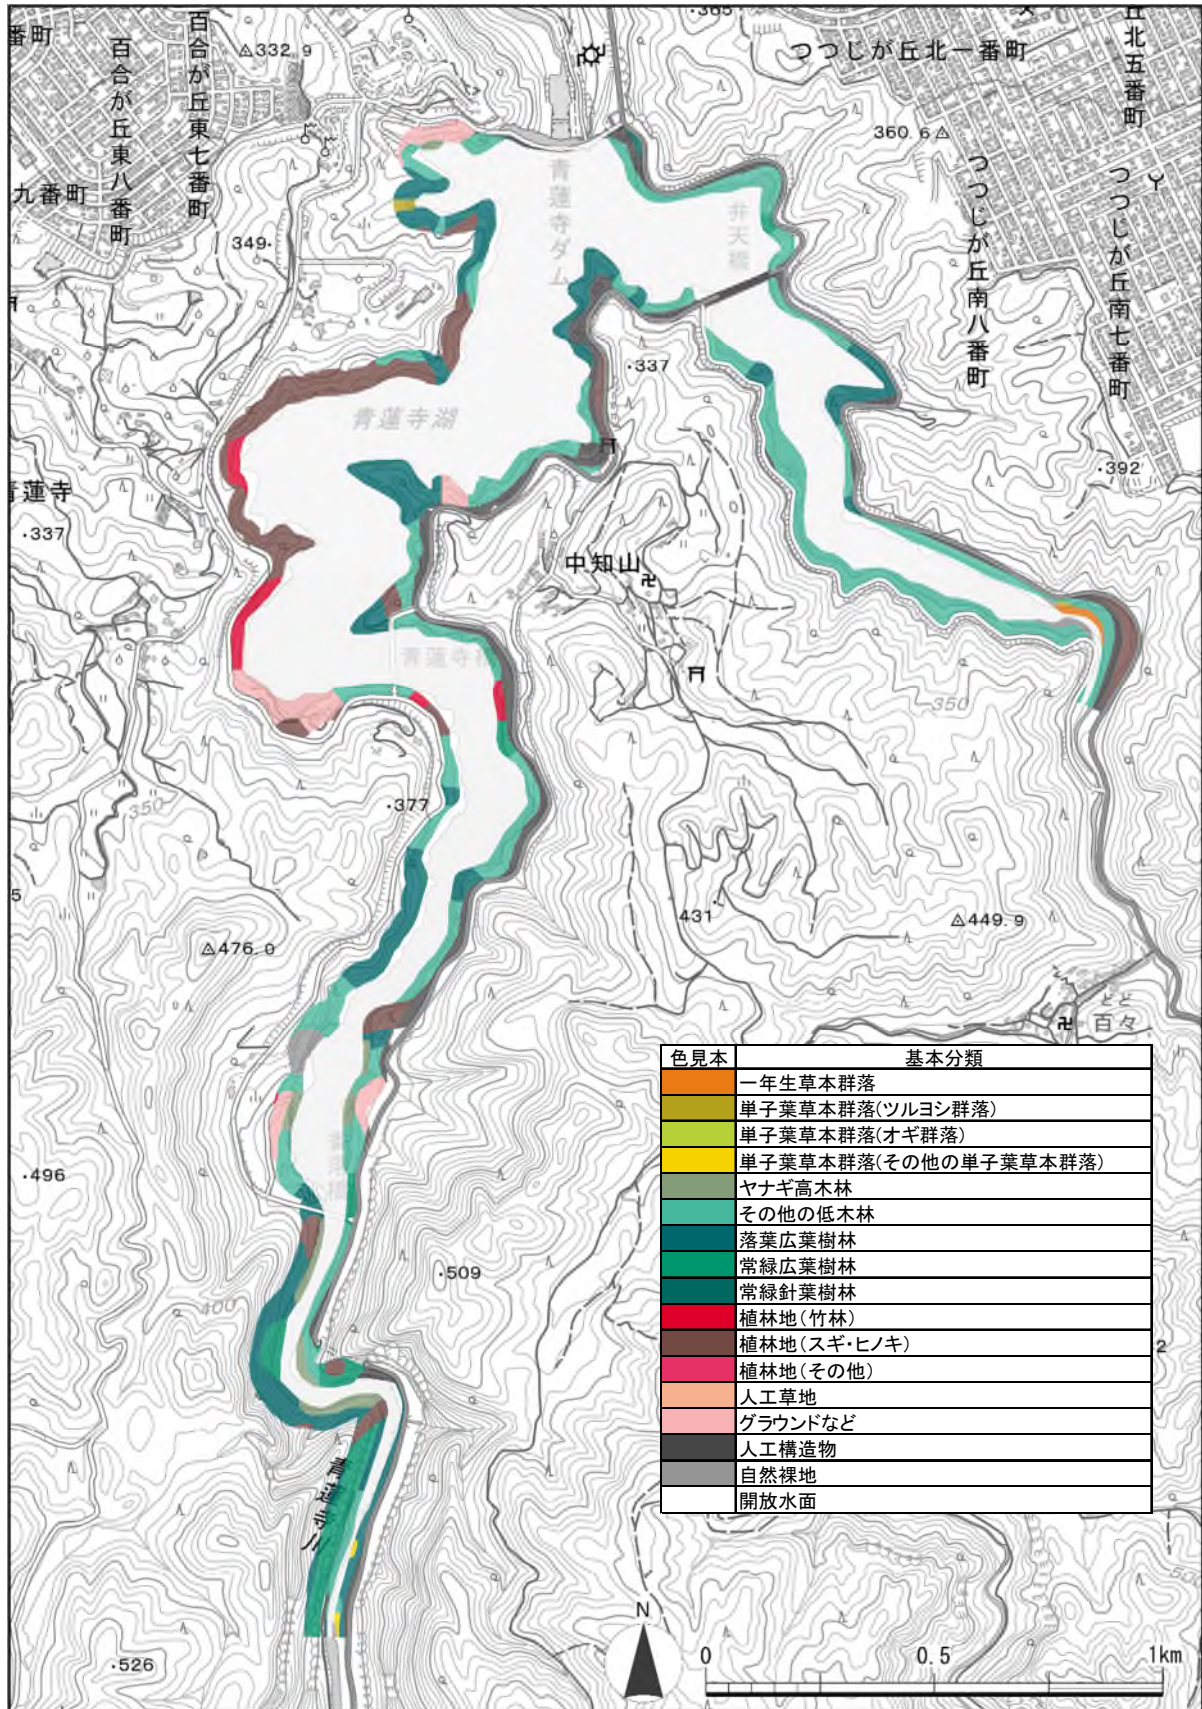 番町
百合が丘東八番町
百合が丘東七番町
九番町
332.9
365
つつじが丘北一番町
丘北五番町
360.6
つつじが丘南八番町
つつじが丘南七番町
349
青蓮寺ダム
弁天橋
337
青蓮寺湖
392
青蓮寺
337
中知山
青蓮寺橋
350
350
377
431
449.9
476.0
どど
百々
496
509
400
526
青蓮寺川
色見本 基本分類
一年生草本群落
単子葉草本群落(ツルヨシ群落)
単子葉草本群落(オギ群落)
単子葉草本群落(その他の単子葉草本群落)
ヤナギ高木林
その他の低木林
落葉広葉樹林
常緑広葉樹林
常緑針葉樹林
植林地(竹林)
植林地(スギ・ヒノキ)
植林地(その他)
人工草地
グラウンドなど
人工構造物
自然裸地
開放水面
N
0 0.5 1km